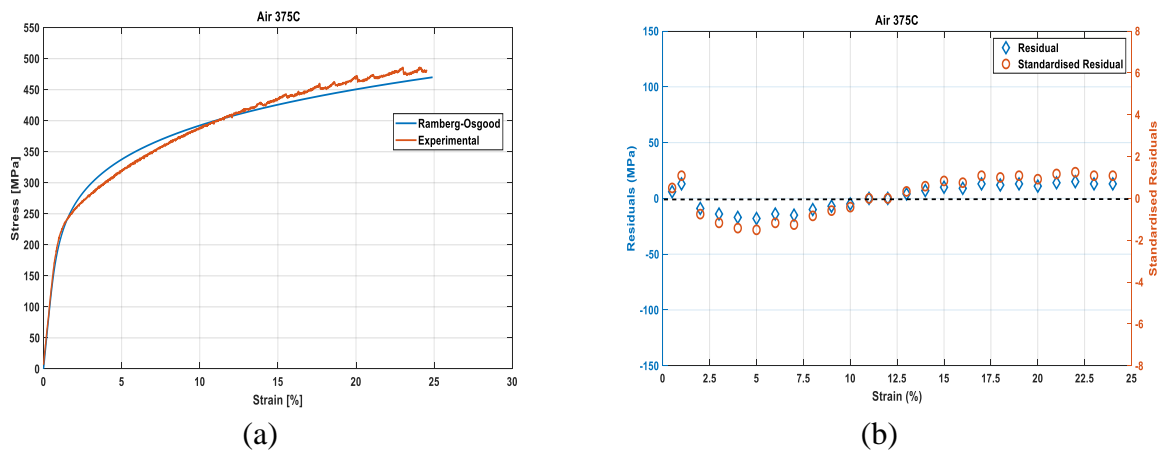 Air 375C
550
500
450
400
350
300
250
200
150
100
50
0
Stress [MPa]
0 5 10 15 20 25 30
Strain [%]
Ramberg-Osgood
Experimental
(a)
Air 375C
150
100
50
0
-50
-100
-150
Residuals (MPa)
0 2.5 5 7.5 10 12.5 15 17.5 20 22.5 25
Strain (%)
Residual
Standardised Residual
8
6
4
2
0
-2
-4
-6
-8
Standardised Residuals
(b)